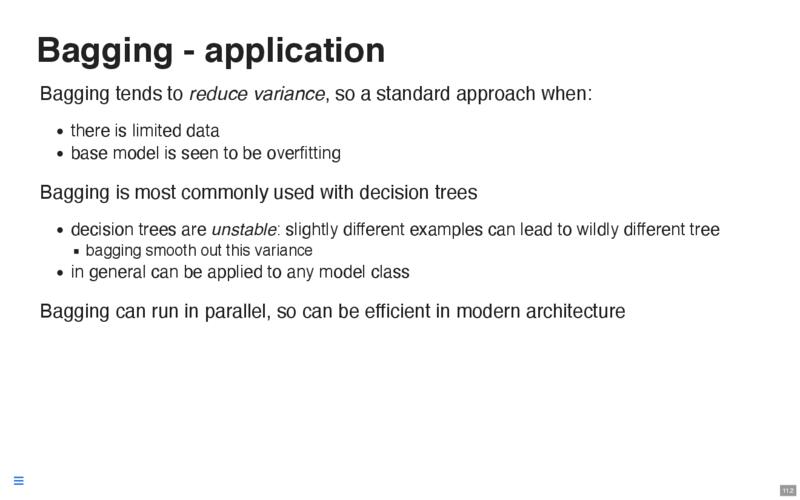 Bagging - application
Bagging tends to reduce variance, so a standard approach when:
• there is limited data
• base model is seen to be overfitting
Bagging is most commonly used with decision trees
• decision trees are unstable: slightly different examples can lead to wildly different tree
▪ bagging smooth out this variance
• in general can be applied to any model class
Bagging can run in parallel, so can be efficient in modern architecture
11.2